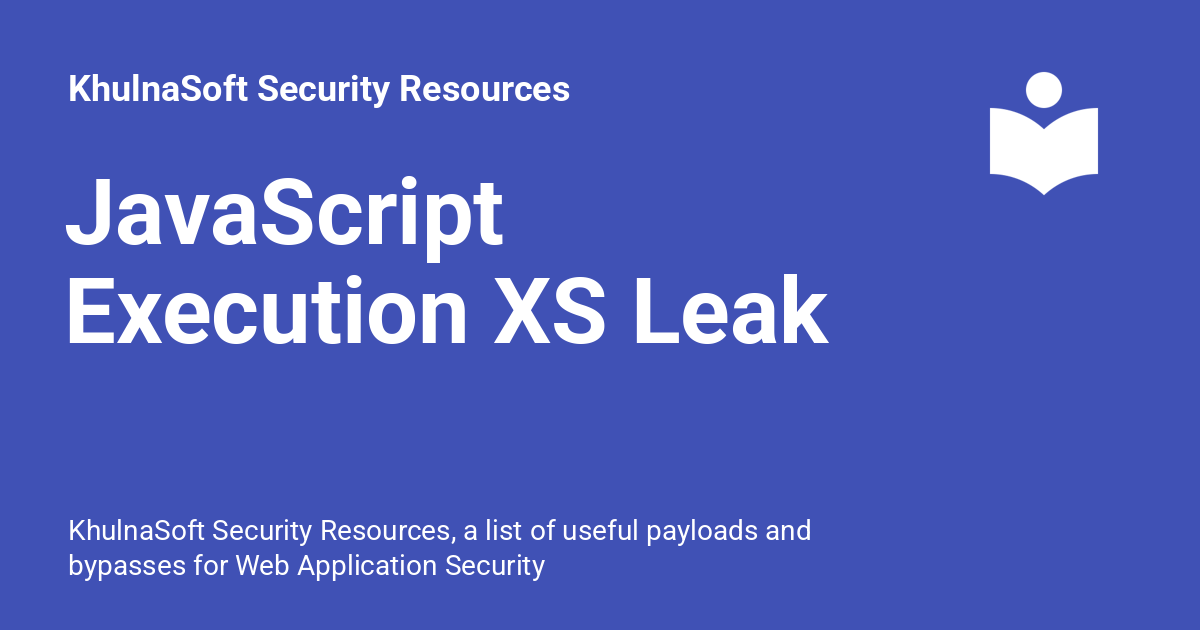 KhulnaSoft Security Resources
JavaScript
Execution XS Leak
KhulnaSoft Security Resources, a list of useful payloads and
bypasses for Web Application Security